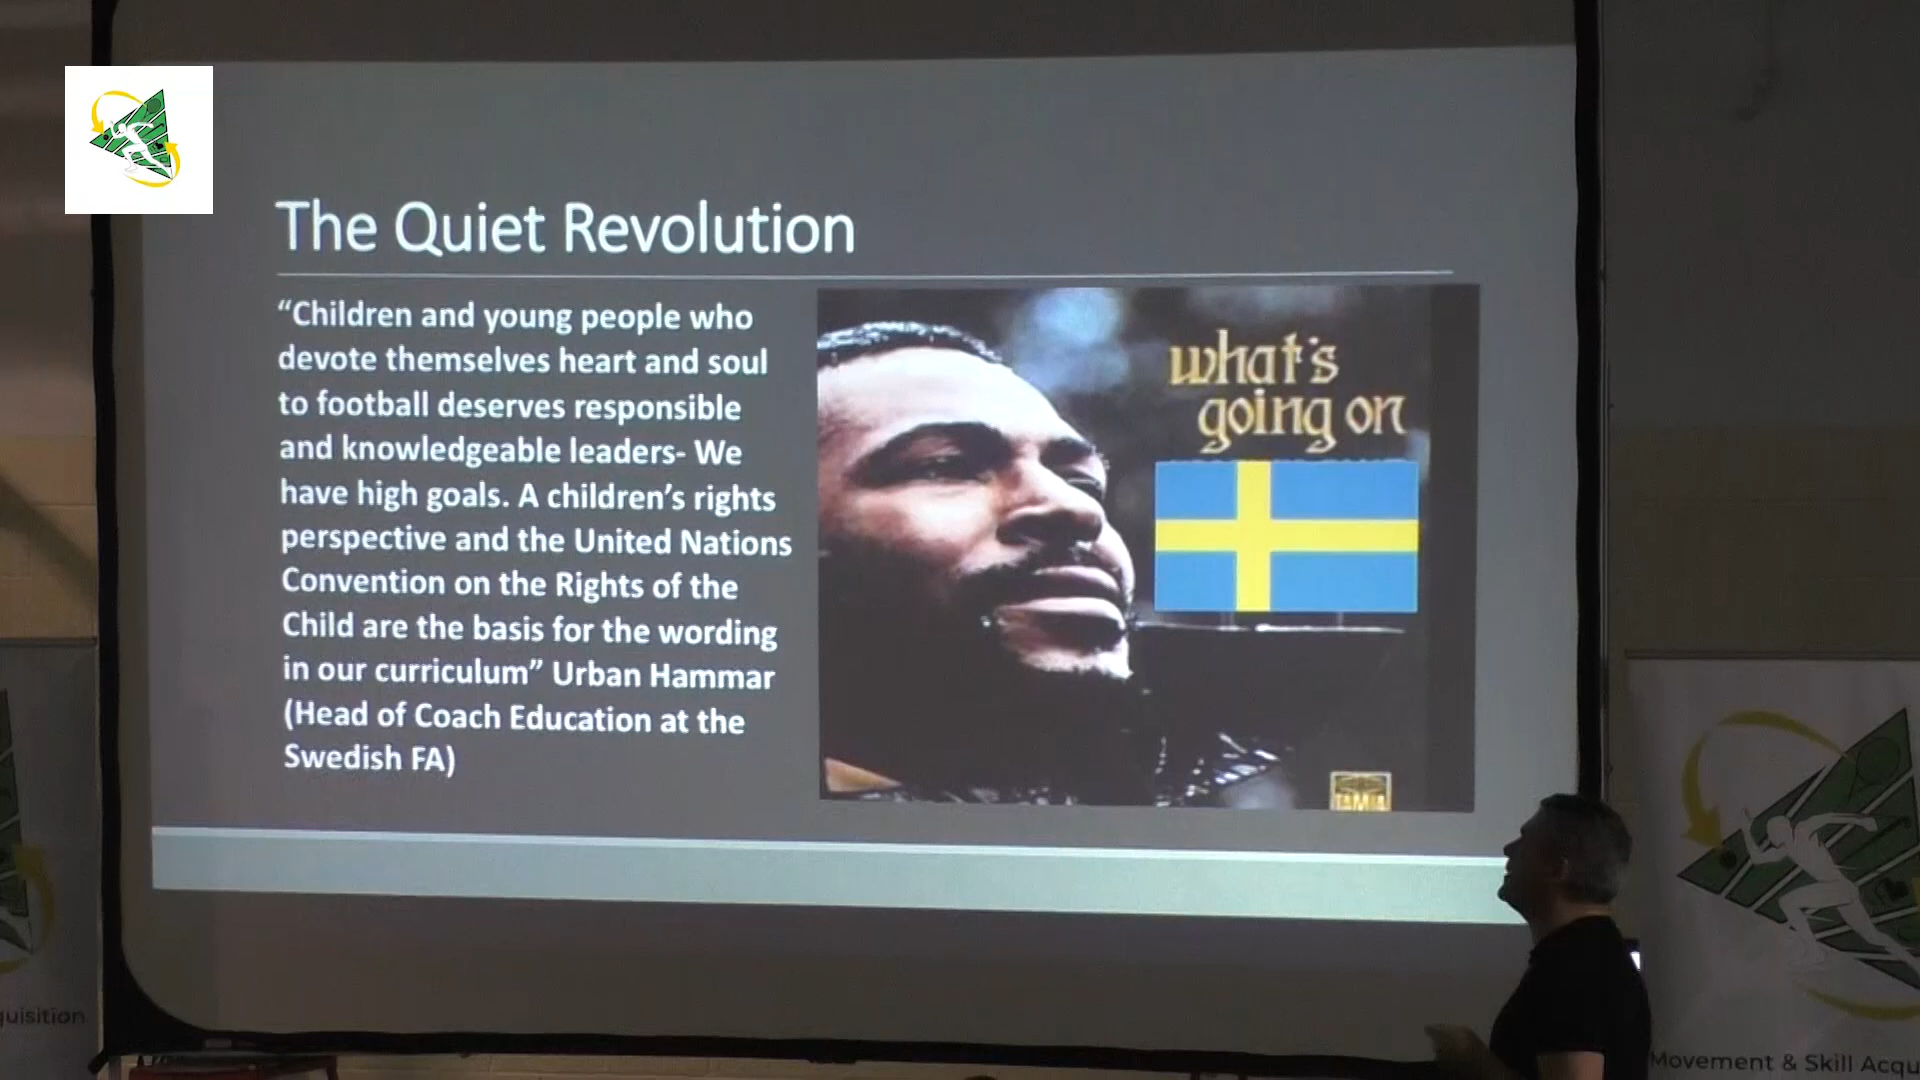 The Quiet Revolution
“Children and young people who
devote themselves heart and soul
to football deserves responsible
and knowledgeable leaders- We
have high goals. A children’s rights
perspective and the United Nations
Convention on the Rights of the
Child are the basis for the wording
in our curriculum” Urban Hammar
(Head of Coach Education at the
Swedish FA)
what's
going on
TAMLA
quisition
Movement & Skill Acqu